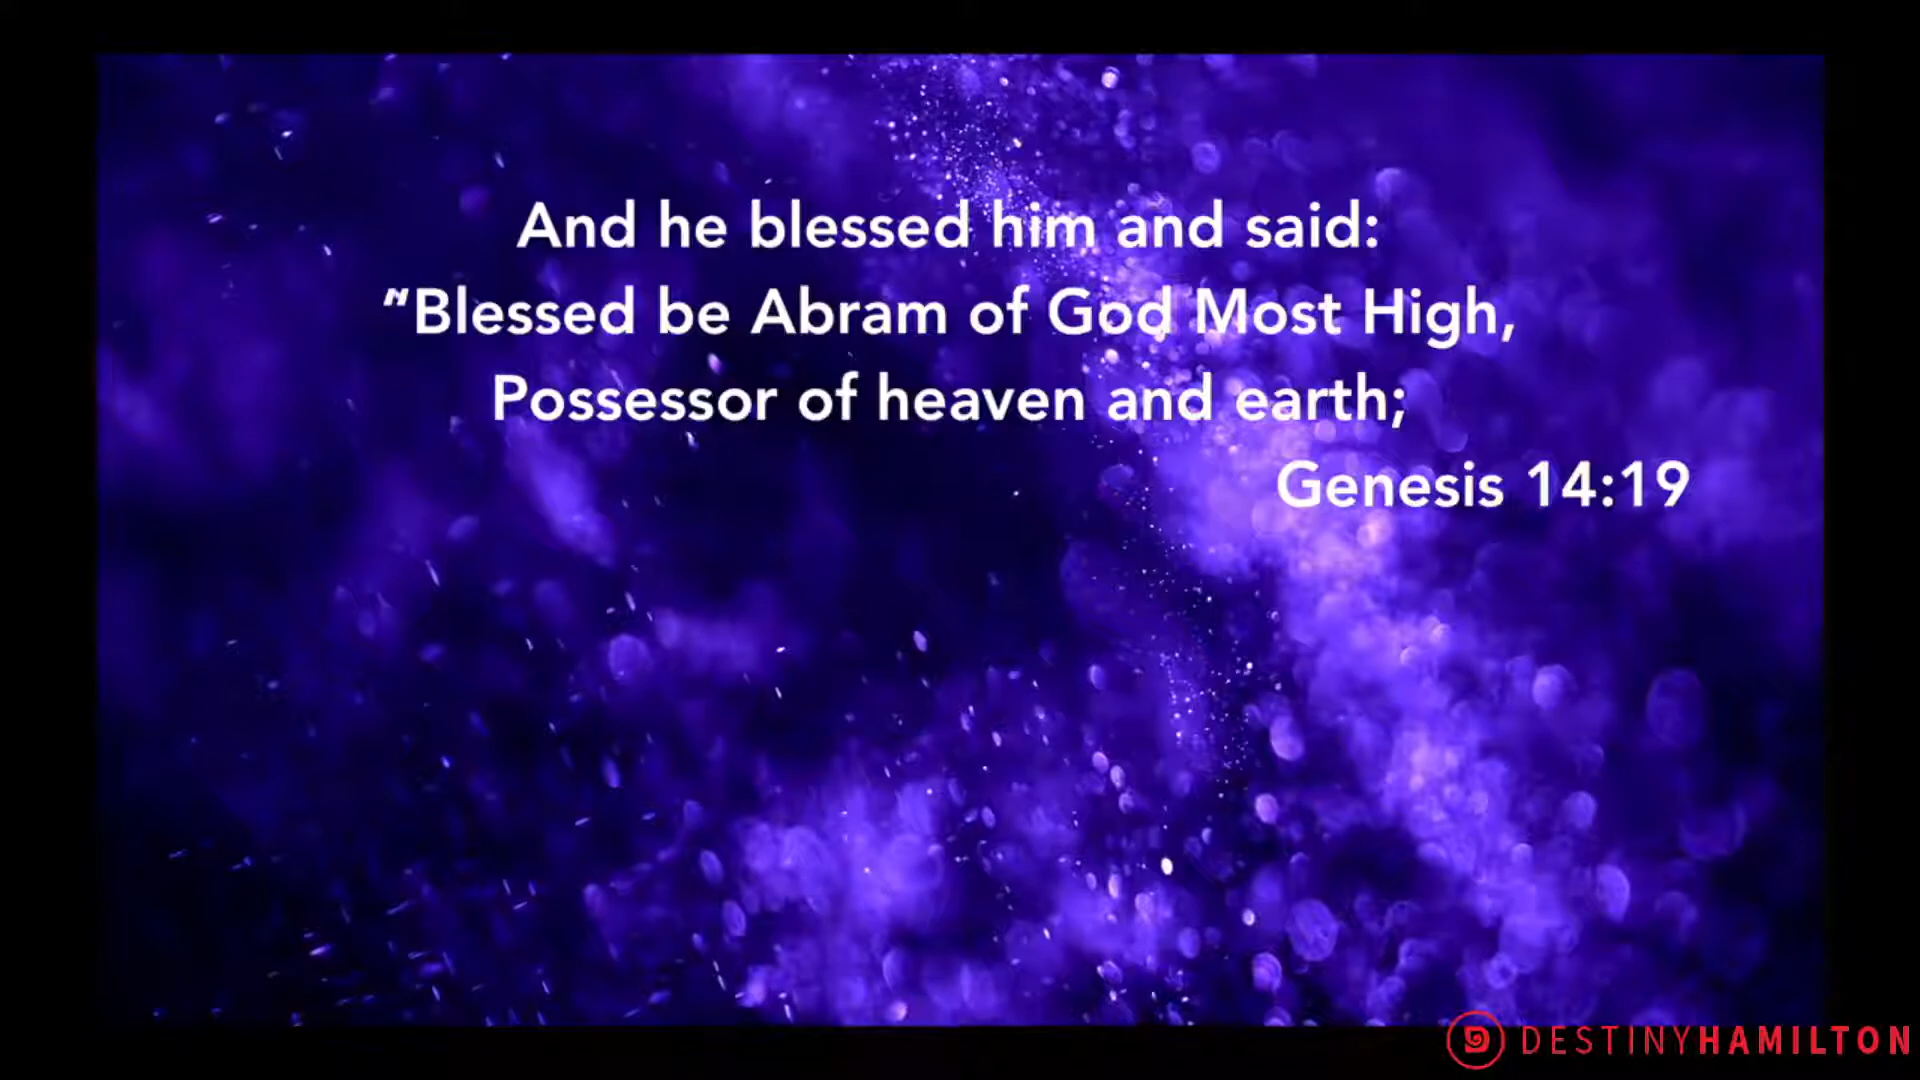 And he blessed him and said:
“Blessed be Abram of God Most High,
Possessor of heaven and earth;
Genesis 14:19
DESTINYHAMILTON